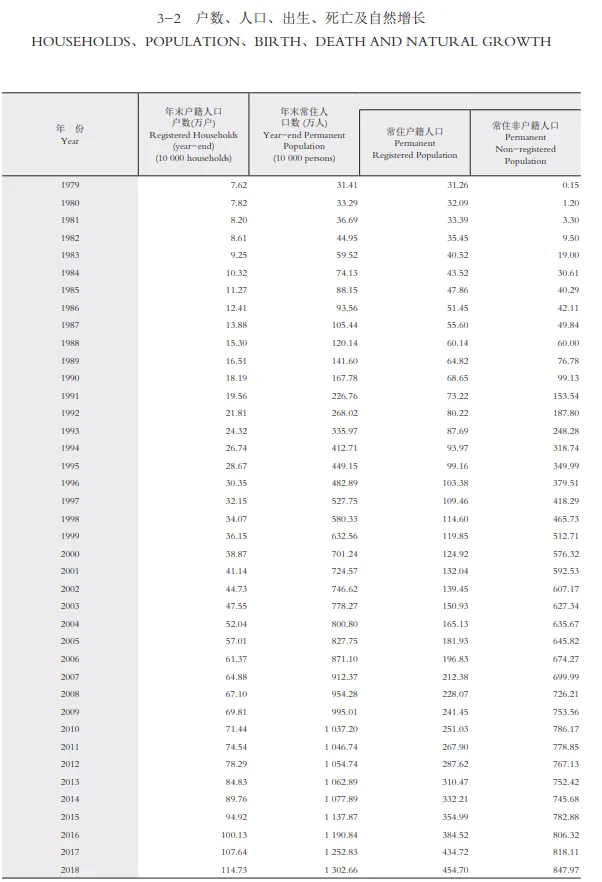 3-2 户数、人口、出生、死亡及自然增长
HOUSEHOLDS、POPULATION、BIRTH、DEATH AND NATURAL GROWTH
年 份
Year
年末户籍人口
户数(万户)
Registered Households
(year-end)
(10 000 households)
年末常住人
口数 (万人)
Year-end Permanent
Population
(10 000 persons)
常住户籍人口
Permanent
Registered Population
常住非户籍人口
Permanent
Non-registered
Population
1979 7.62 31.41 31.26 0.15
1980 7.82 33.29 32.09 1.20
1981 8.20 36.69 33.39 3.30
1982 8.61 44.95 35.45 9.50
1983 9.25 59.52 40.52 19.00
1984 10.32 74.13 43.52 30.61
1985 11.27 88.15 47.86 40.29
1986 12.41 93.56 51.45 42.11
1987 13.88 105.44 55.60 49.84
1988 15.30 120.14 60.14 60.00
1989 16.51 141.60 64.82 76.78
1990 18.19 167.78 68.65 99.13
1991 19.56 226.76 73.22 153.54
1992 21.81 268.02 80.22 187.80
1993 24.32 335.97 87.69 248.28
1994 26.74 412.71 93.97 318.74
1995 28.67 449.15 99.16 349.99
1996 30.35 482.89 103.38 379.51
1997 32.15 527.75 109.46 418.29
1998 34.07 580.33 114.60 465.73
1999 36.15 632.56 119.85 512.71
2000 38.87 701.24 124.92 576.32
2001 41.14 724.57 132.04 592.53
2002 44.73 746.62 139.45 607.17
2003 47.55 778.27 150.93 627.34
2004 52.04 800.80 165.13 635.67
2005 57.01 827.75 181.93 645.82
2006 61.37 871.10 196.83 674.27
2007 64.88 912.37 212.38 699.99
2008 67.10 954.28 228.07 726.21
2009 69.81 995.01 241.45 753.56
2010 71.44 1 037.20 251.03 786.17
2011 74.54 1 046.74 267.90 778.85
2012 78.29 1 054.74 287.62 767.13
2013 84.83 1 062.89 310.47 752.42
2014 89.76 1 077.89 332.21 745.68
2015 94.92 1 137.87 354.99 782.88
2016 100.13 1 190.84 384.52 806.32
2017 107.64 1 252.83 434.72 818.11
2018 114.73 1 302.66 454.70 847.97